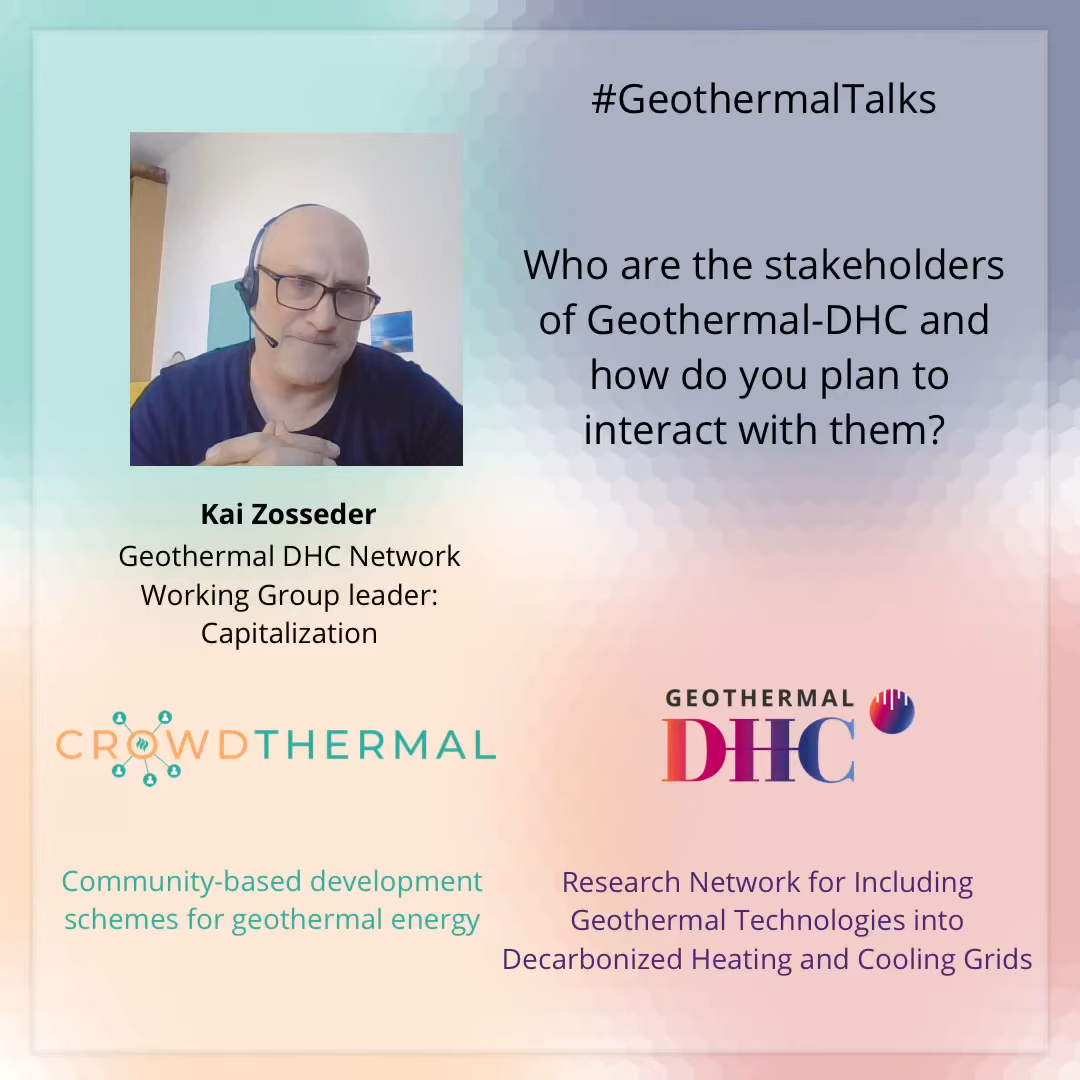 #GeothermalTalks
Who are the stakeholders
of Geothermal-DHC and
how do you plan to
interact with them?
Kai Zosseder
Geothermal DHC Network
Working Group leader:
Capitalization
CROWDTHERMAL
GEOTHERMAL
DHC
Community-based development
schemes for geothermal energy
Research Network for Including
Geothermal Technologies into
Decarbonized Heating and Cooling Grids